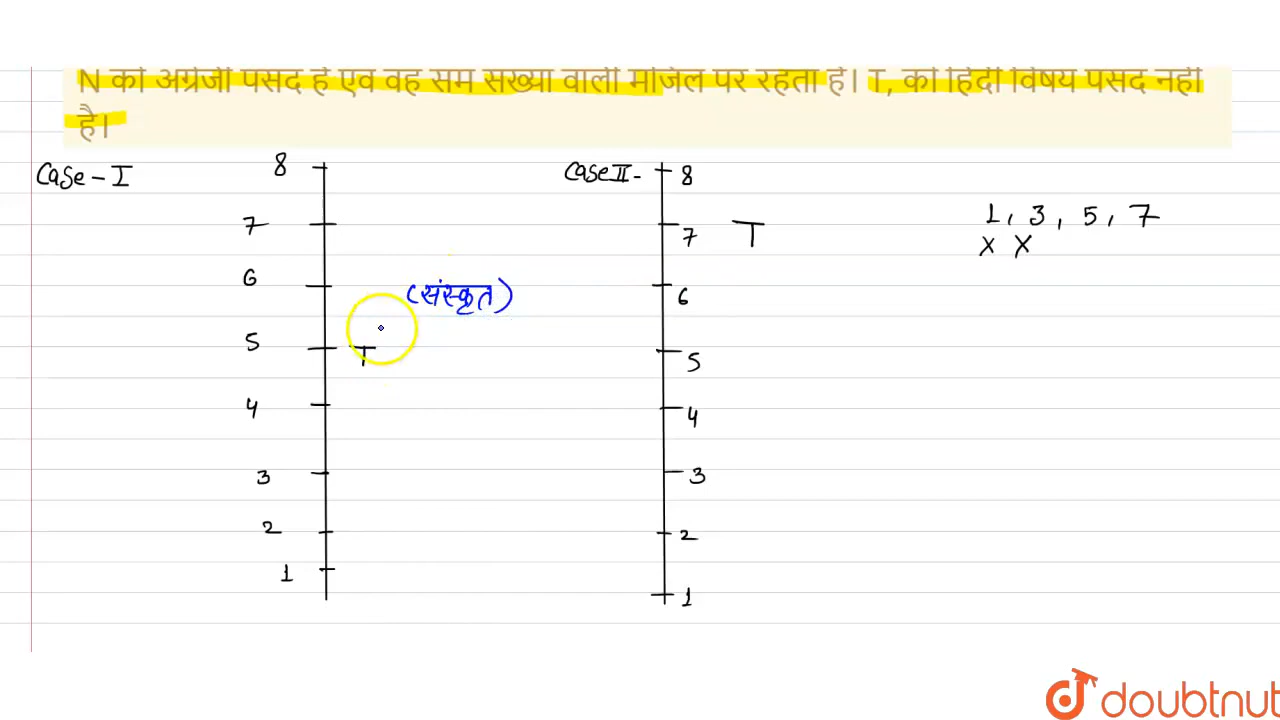 N को अंग्रेजी पसंद है एवं वह सम संख्या वाली मंजिल पर रहता है। T, को हिंदी विषय पसंद नहीं
है।
Case - I 8 Case II - 8
7 7 T 1, 3, 5, 7
x x
6 (संस्कृत) 6
5 T 5
4 4
3 3
2 2
1 1
doubtnut